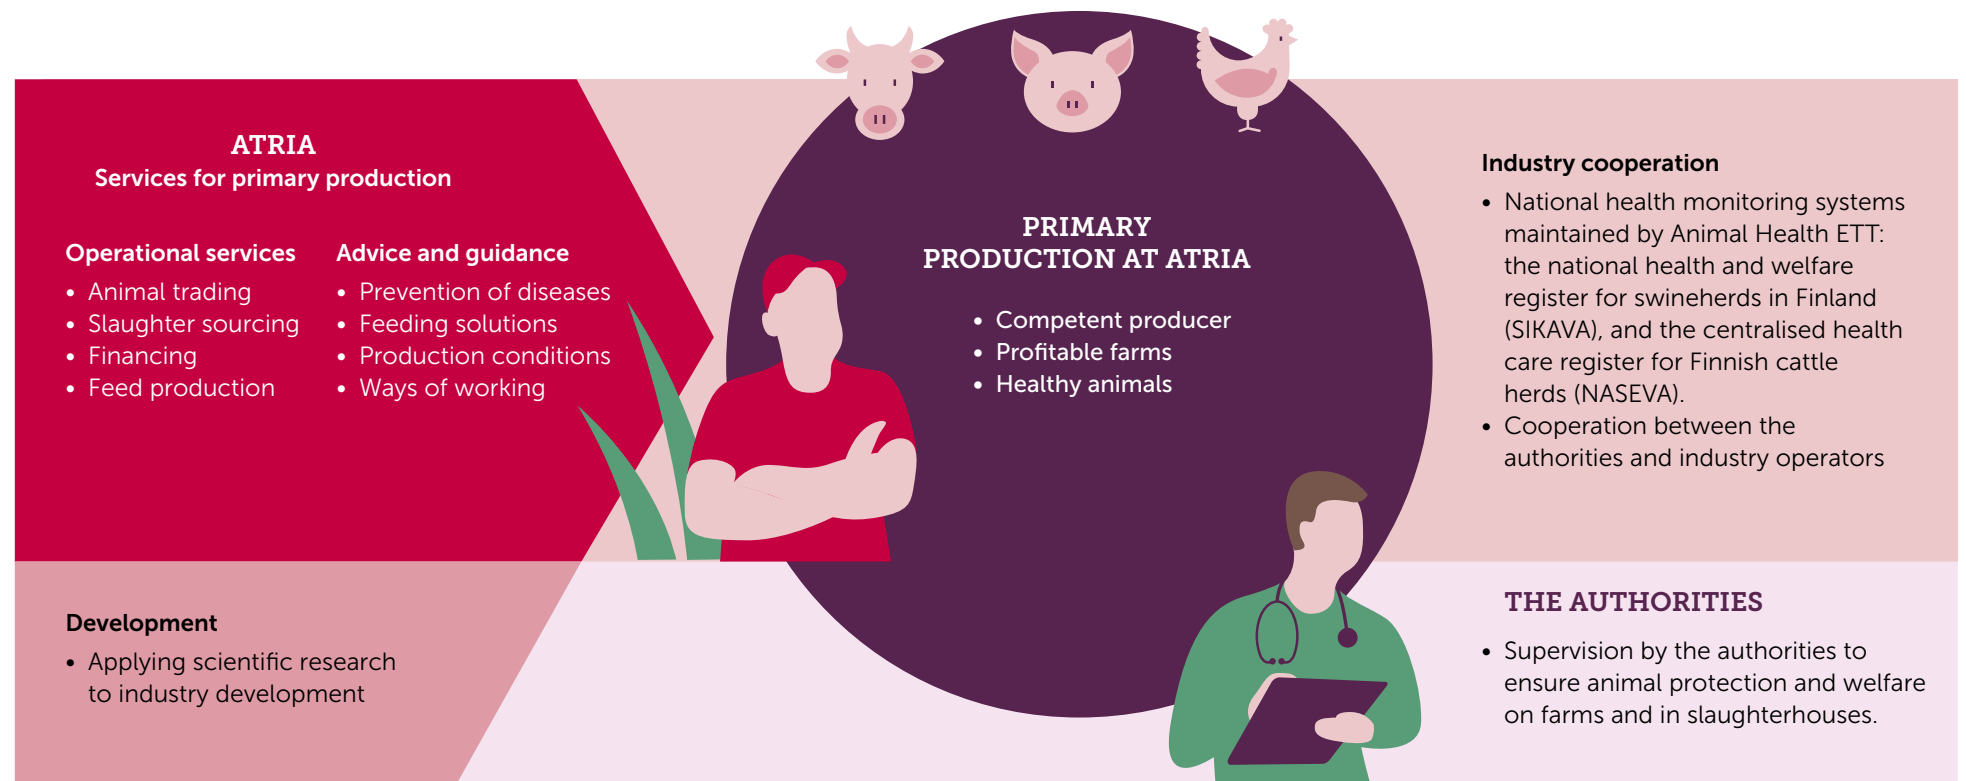 ATRIA
Services for primary production
Operational services
• Animal trading
• Slaughter sourcing
• Financing
• Feed production
Advice and guidance
• Prevention of diseases
• Feeding solutions
• Production conditions
• Ways of working
Development
• Applying scientific research
to industry development
PRIMARY
PRODUCTION AT ATRIA
• Competent producer
• Profitable farms
• Healthy animals
Industry cooperation
• National health monitoring systems
maintained by Animal Health ETT:
the national health and welfare
register for swineherds in Finland
(SIKAVA), and the centralised health
care register for Finnish cattle
herds (NASEVA).
• Cooperation between the
authorities and industry operators
THE AUTHORITIES
• Supervision by the authorities to
ensure animal protection and welfare
on farms and in slaughterhouses.